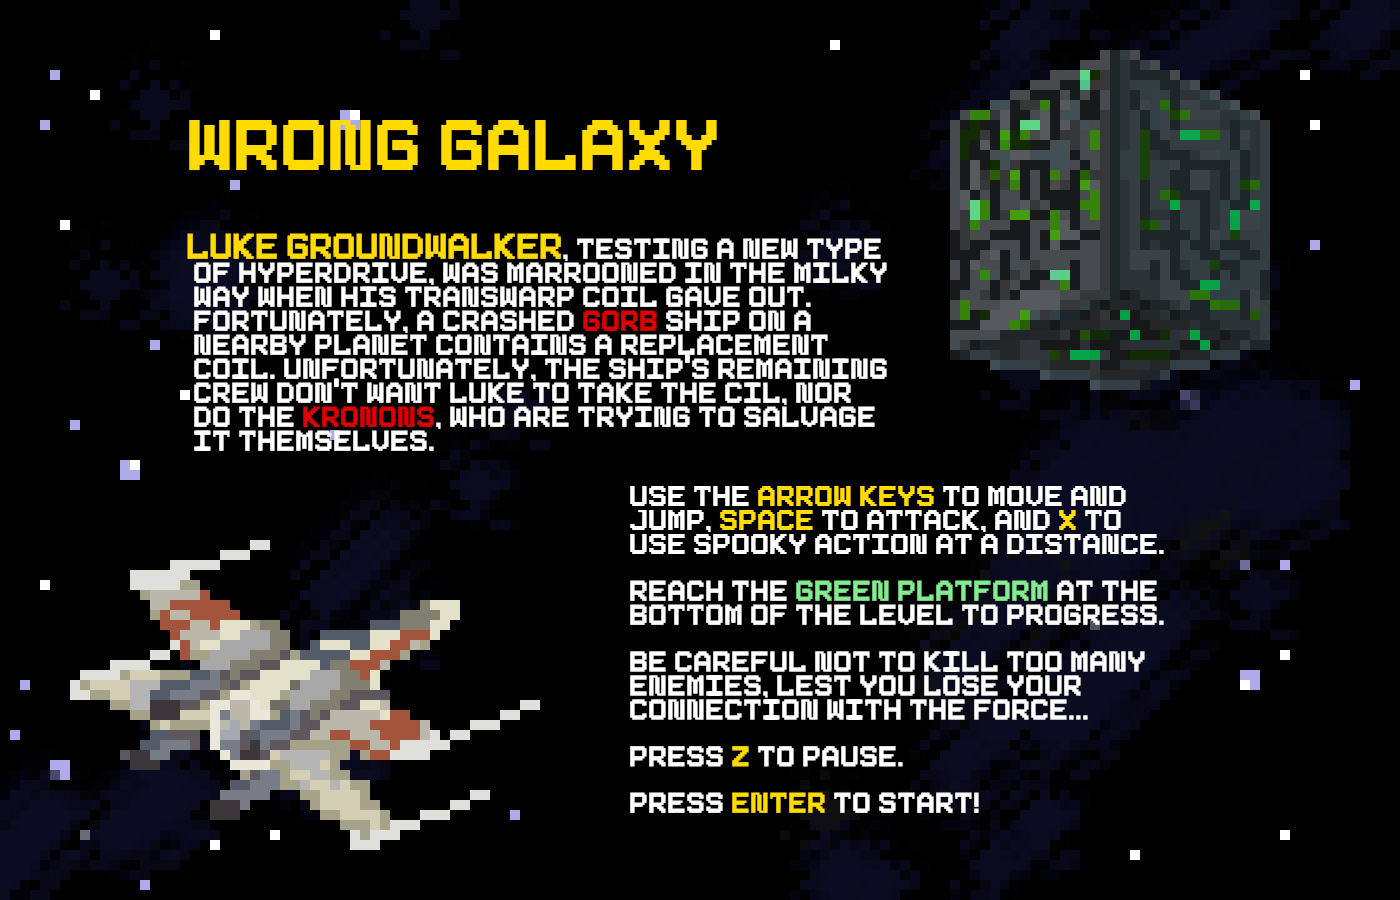 WRONG GALAXY
LUKE GROUNDWALKER, TESTING A NEW TYPE
OF HYPERDRIVE, WAS MARROONED IN THE MILKY
WAY WHEN HIS TRANSWARP COIL GAVE OUT.
FORTUNATELY, A CRASHED GORB SHIP ON A
NEARBY PLANET CONTAINS A REPLACEMENT
COIL. UNFORTUNATELY, THE SHIP'S REMAINING
CREW DON'T WANT LUKE TO TAKE THE CIL, NOR
DO THE KRONONS, WHO ARE TRYING TO SALVAGE
IT THEMSELVES.
USE THE ARROW KEYS TO MOVE AND
JUMP, SPACE TO ATTACK, AND X TO
USE SPOOKY ACTION AT A DISTANCE.
REACH THE GREEN PLATFORM AT THE
BOTTOM OF THE LEVEL TO PROGRESS.
BE CAREFUL NOT TO KILL TOO MANY
ENEMIES, LEST YOU LOSE YOUR
CONNECTION WITH THE FORCE...
PRESS Z TO PAUSE.
PRESS ENTER TO START!